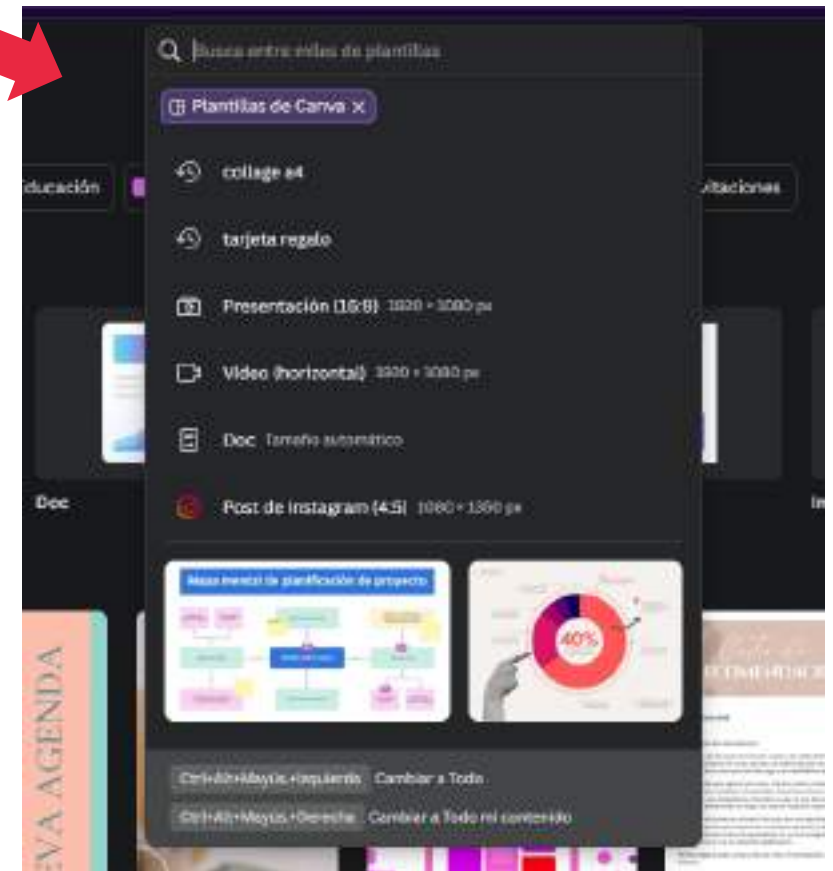 Busca entre miles de plantillas
Plantillas de Canva ×
Educación
vitaciones
collage a4
tarjeta regalo
Presentación (16:9) 1920 × 1080 px
Video (horizontal) 1920 × 1080 px
Doc Tamaño automático
Doc
Post de Instagram (4:5) 1080 × 1350 px
Mapa mental de planificación de proyecto
40%
EVA AGENDA
Ctrl+Alt+Mayús.+Izquierda Cambiar a Todo
Ctrl+Alt+Mayús.+Derecha Cambiar a Todo mi contenido